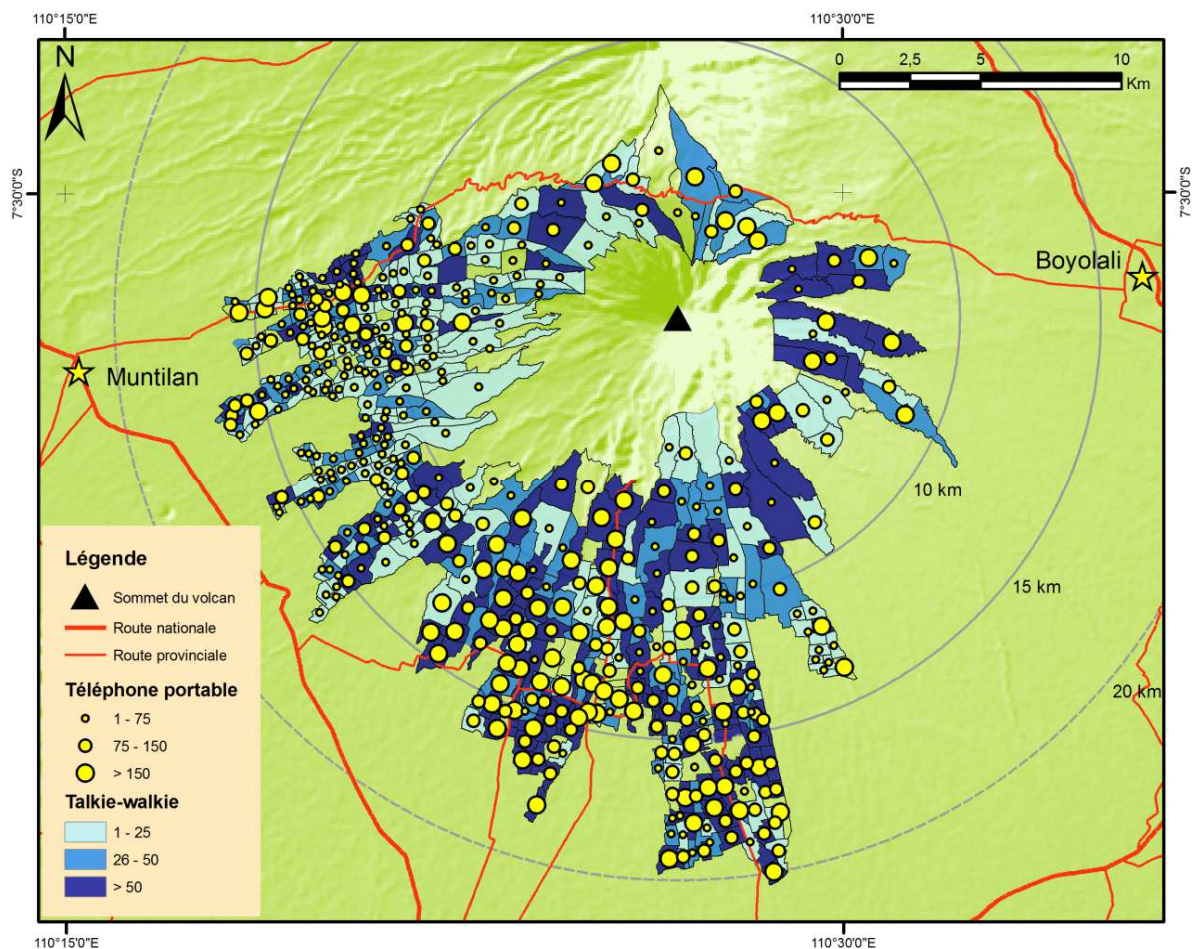 110°15'0"E
110°30'0"E
N
0
2,5
5
10
Km
7°30'0"S
7°30'0"S
Boyolali
Muntilan
10 km
15 km
20 km
Légende
Sommet du volcan
Route nationale
Route provinciale
Téléphone portable
1 - 75
75 - 150
> 150
Talkie-walkie
1 - 25
26 - 50
> 50
110°15'0"E
110°30'0"E